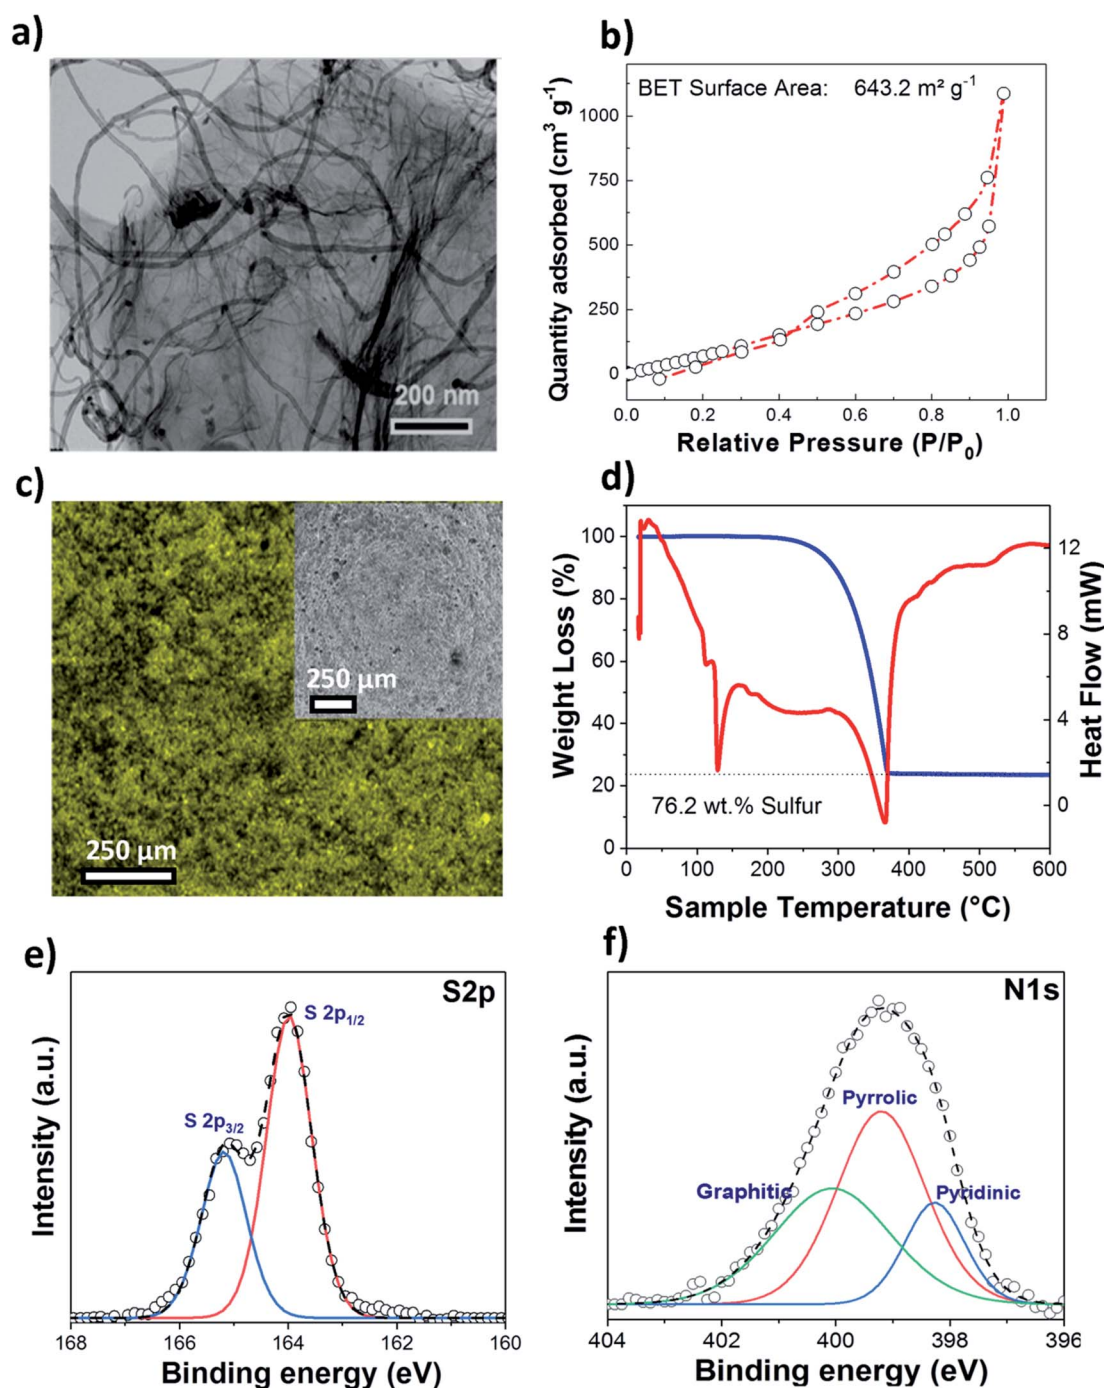 a)
200 nm
b)
BET Surface Area: 643.2 m² g⁻¹
Quantity adsorbed (cm³ g⁻¹)
1000
750
500
250
0
0.0 0.2 0.4 0.6 0.8 1.0
Relative Pressure (P/P₀)
c)
250 µm
250 µm
d)
Weight Loss (%)
100
80
60
40
20
0
76.2 wt.% Sulfur
12
8
4
0
Heat Flow (mW)
0 100 200 300 400 500 600
Sample Temperature (°C)
e)
S2p
S 2p₁/₂
S 2p₃/₂
Intensity (a.u.)
168 166 164 162 160
Binding energy (eV)
f)
N1s
Pyrrolic
Graphitic
Pyridinic
Intensity (a.u.)
404 402 400 398 396
Binding energy (eV)